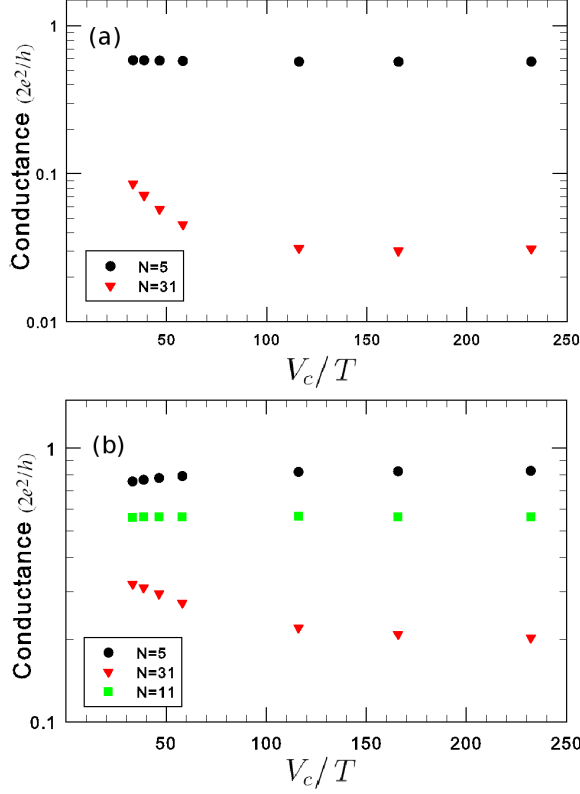 (a)
1
0.1
0.01
Conductance (2e²/h)
N=5
N=31
50
100
150
200
250
V_c/T
(b)
1
0.1
Conductance (2e²/h)
N=5
N=31
N=11
50
100
150
200
250
V_c/T